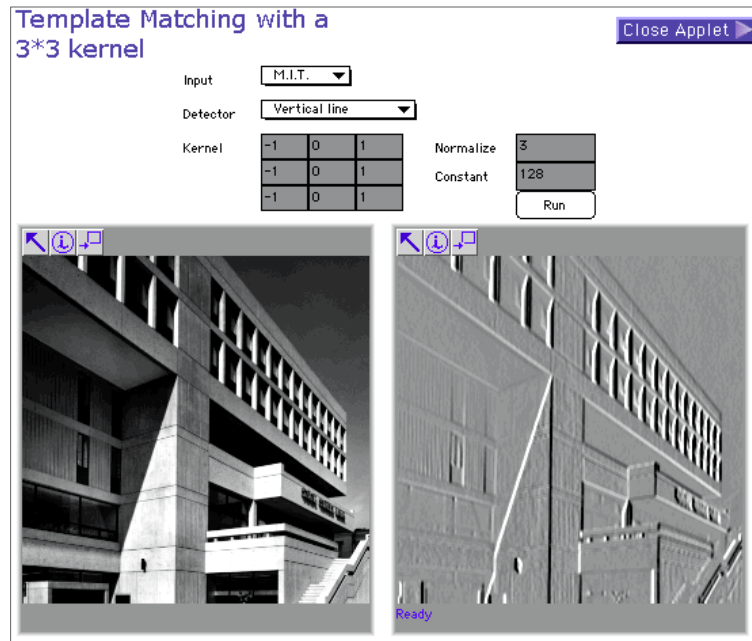 Template Matching with a
3*3 kernel
Close Applet
Input M.I.T.
Detector Vertical line
Kernel -1 0 1 Normalize 3
-1 0 1 Constant 128
-1 0 1 Run
Ready